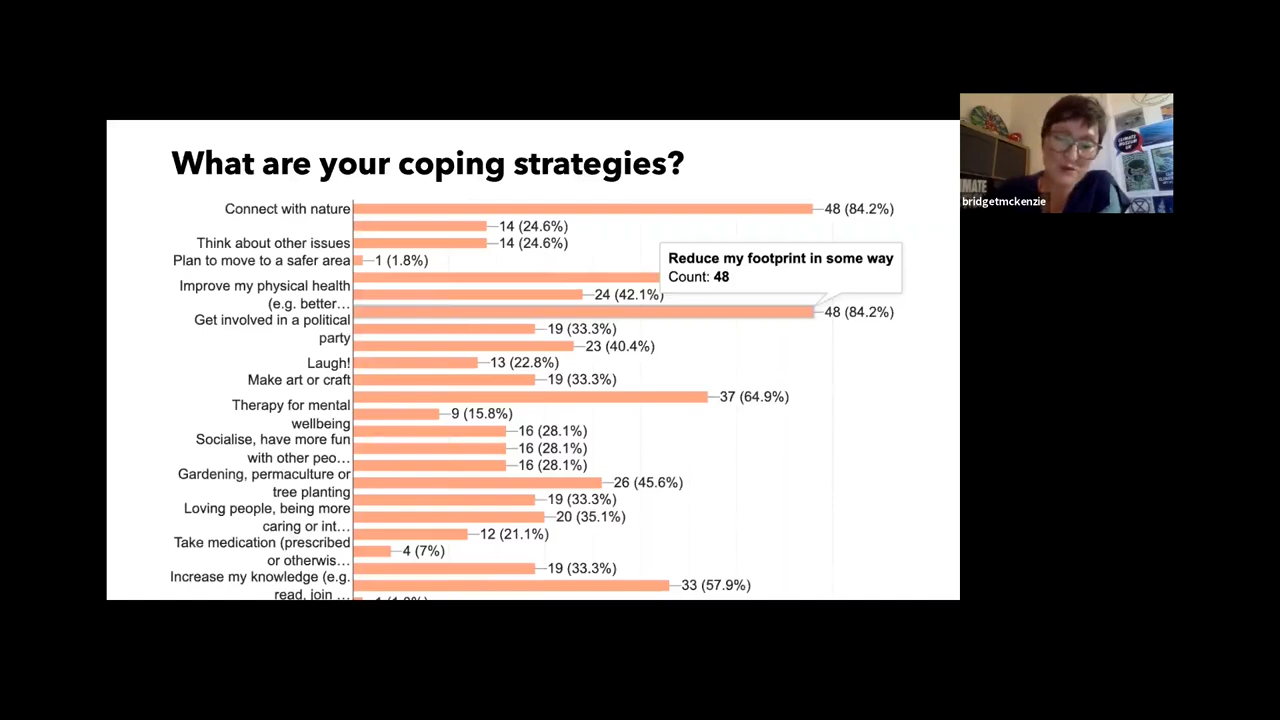 What are your coping strategies?
Connect with nature
48 (84.2%)
14 (24.6%)
Think about other issues
14 (24.6%)
Plan to move to a safer area
1 (1.8%)
Reduce my footprint in some way
Count: 48
Improve my physical health
(e.g. better…
24 (42.1%)
48 (84.2%)
Get involved in a political
party
19 (33.3%)
23 (40.4%)
Laugh!
13 (22.8%)
Make art or craft
19 (33.3%)
37 (64.9%)
Therapy for mental
wellbeing
9 (15.8%)
16 (28.1%)
Socialise, have more fun
with other peo…
16 (28.1%)
16 (28.1%)
Gardening, permaculture or
tree planting
26 (45.6%)
19 (33.3%)
Loving people, being more
caring or int…
20 (35.1%)
12 (21.1%)
Take medication (prescribed
or otherwis…
4 (7%)
19 (33.3%)
Increase my knowledge (e.g.
read, join …
33 (57.9%)
CLIMATE
MUSEUM
UK
bridgetmckenzie